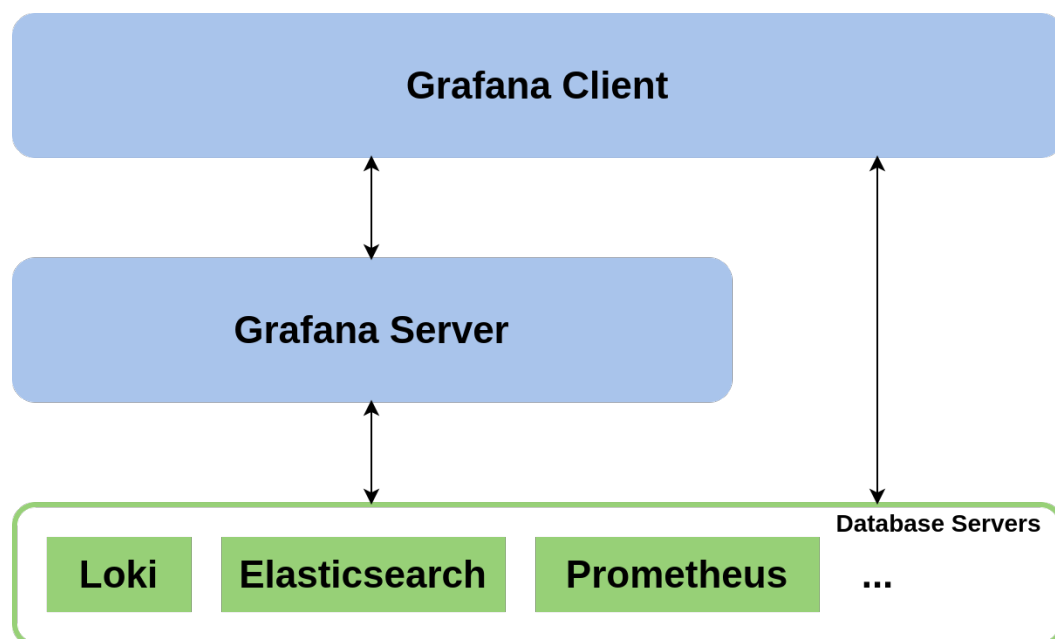 Grafana Client
Grafana Server
Database Servers
Loki
Elasticsearch
Prometheus
...